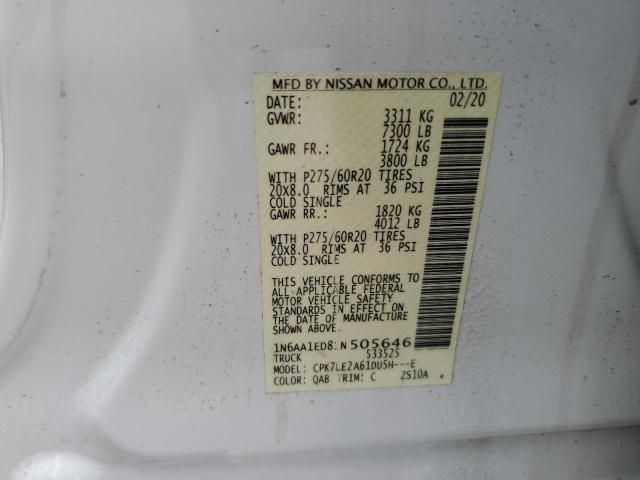 MFD BY NISSAN MOTOR CO., LTD.
DATE: 02/20
GVWR: 3311 KG
7300 LB
GAWR FR.: 1724 KG
3800 LB
WITH P275/60R20 TIRES
20X8.0 RIMS AT 36 PSI
COLD SINGLE
GAWR RR.: 1820 KG
4012 LB
WITH P275/60R20 TIRES
20X8.0 RIMS AT 36 PSI
COLD SINGLE
THIS VEHICLE CONFORMS TO
ALL APPLICABLE FEDERAL
MOTOR VEHICLE SAFETY
STANDARDS IN EFFECT ON
THE DATE OF MANUFACTURE
SHOWN ABOVE.
1N6AA1ED8 N 505646
TRUCK 533525
MODEL: CPK7LE2A61DU5H---E
COLOR: QAB TRIM: C ZS10A